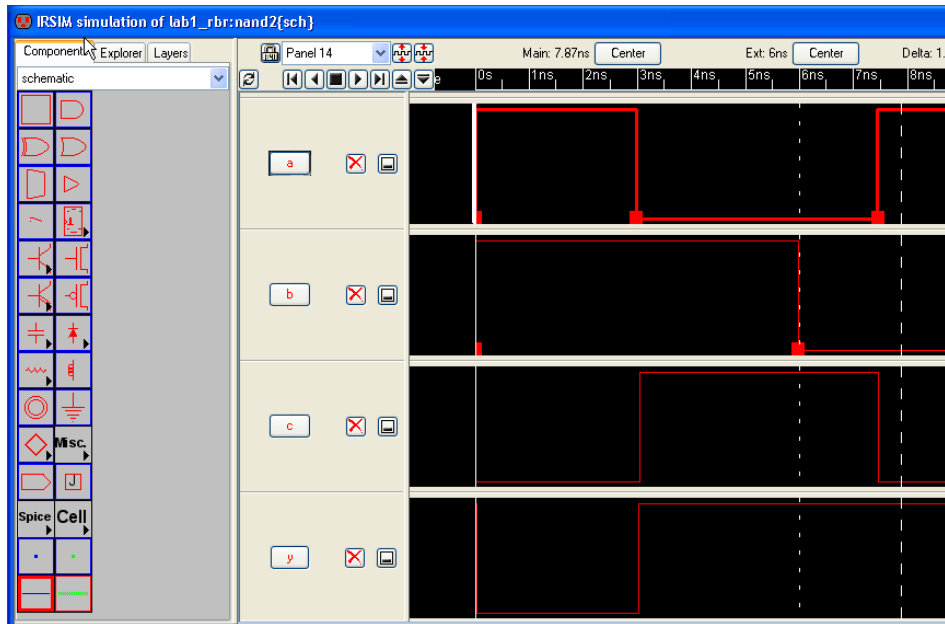 IRSIM simulation of lab1_rbr:nand2{sch}
Components Explorer Layers
Panel 14
Main: 7.87ns Center Ext: 6ns Center Delta: 1.
schematic
e 0s 1ns 2ns 3ns 4ns 5ns 6ns 7ns 8ns
a
b
c
Misc.
J
Spice Cell
y